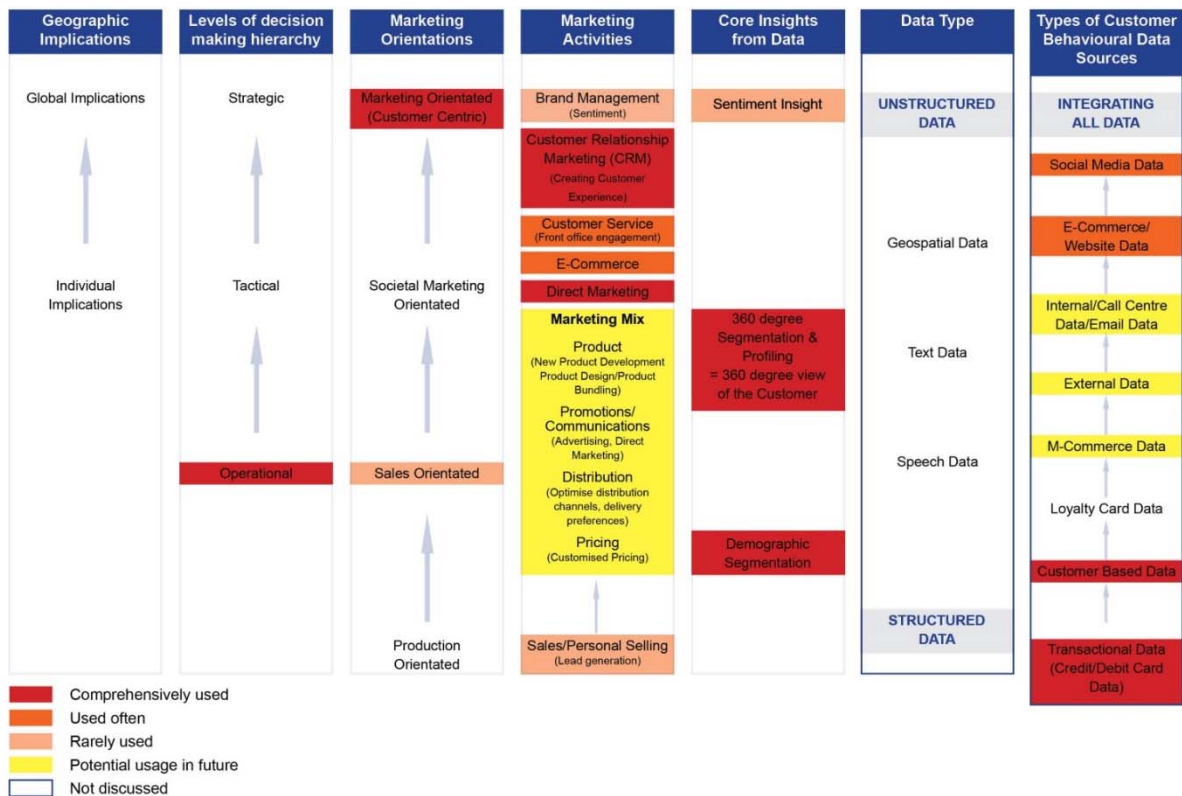 Geographic
Implications
Levels of decision
making hierarchy
Marketing
Orientations
Marketing
Activities
Core Insights
from Data
Data Type
Types of Customer
Behavioural Data
Sources
Global Implications
Individual
Implications
Strategic
Tactical
Operational
Marketing Orientated
(Customer Centric)
Societal Marketing
Orientated
Sales Orientated
Production
Orientated
Brand Management
(Sentiment)
Customer Relationship
Marketing (CRM)
(Creating Customer
Experience)
Customer Service
(Front office engagement)
E-Commerce
Direct Marketing
Marketing Mix
Product
(New Product Development
Product Design/Product
Bundling)
Promotions/
Communications
(Advertising, Direct
Marketing)
Distribution
(Optimise distribution
channels, delivery
preferences)
Pricing
(Customised Pricing)
Sales/Personal Selling
(Lead generation)
Sentiment Insight
360 degree
Segmentation &
Profiling
= 360 degree view
of the Customer
Demographic
Segmentation
UNSTRUCTURED
DATA
Geospatial Data
Text Data
Speech Data
STRUCTURED
DATA
INTEGRATING
ALL DATA
Social Media Data
E-Commerce/
Website Data
Internal/Call Centre
Data/Email Data
External Data
M-Commerce Data
Loyalty Card Data
Customer Based Data
Transactional Data
(Credit/Debit Card
Data)
Comprehensively used
Used often
Rarely used
Potential usage in future
Not discussed